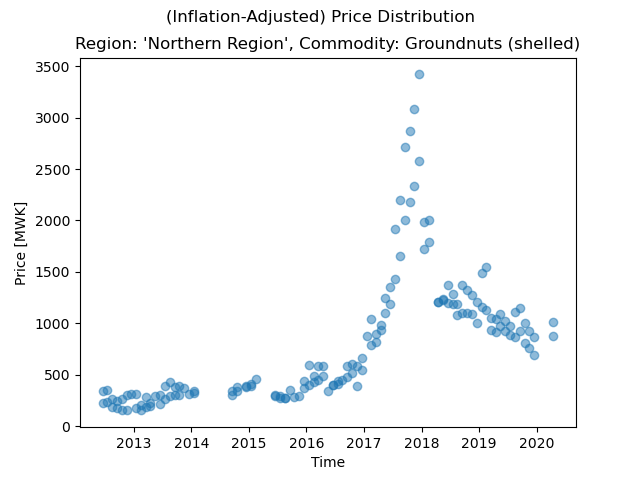 (Inflation-Adjusted) Price Distribution
Region: 'Northern Region', Commodity: Groundnuts (shelled)
3500
3000
2500
2000
1500
1000
500
0
Price [MWK]
2013 2014 2015 2016 2017 2018 2019 2020
Time